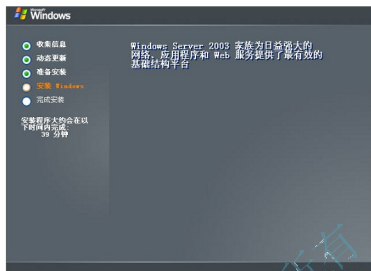 Microsoft
Windows
收集信息
动态更新
准备安装
安装 Windows
完成安装
安装程序大约会在以
下时间内完成:
39 分钟
Windows Server 2003 家族为日益强大的
网络、应用程序和 Web 服务提供了最有效的
基础结构平台